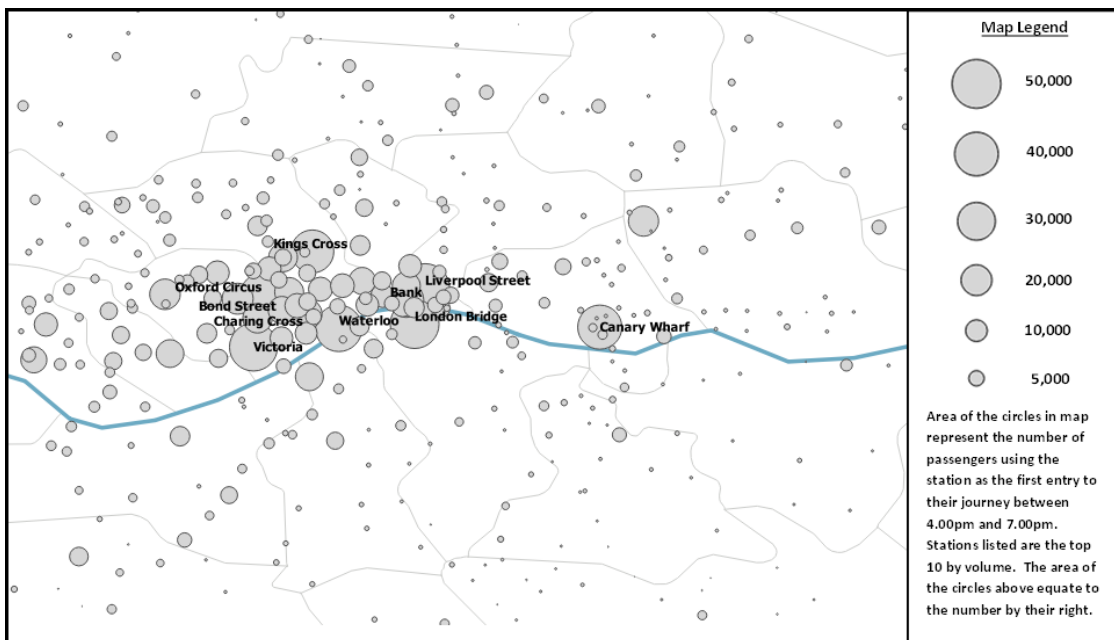 Map Legend
50,000
40,000
30,000
20,000
10,000
5,000
Area of the circles in map
represent the number of
passengers using the
station as the first entry to
their journey between
4.00pm and 7.00pm.
Stations listed are the top
10 by volume. The area of
the circles above equate to
the number by their right.
Kings Cross
Oxford Circus
Liverpool Street
Bank
Bond Street
London Bridge
Charing Cross
Waterloo
Canary Wharf
Victoria